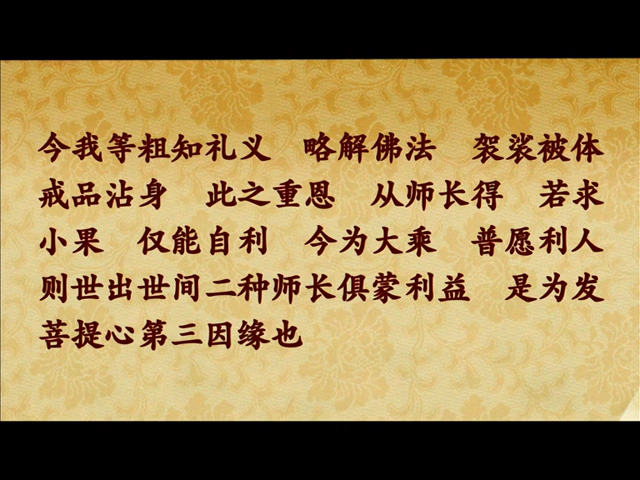 今我等粗知礼义　略解佛法　袈裟被体
戒品沾身　此之重恩　从师长得　若求
小果　仅能自利　今为大乘　普愿利人
则世出世间二种师长俱蒙利益　是为发
菩提心第三因缘也